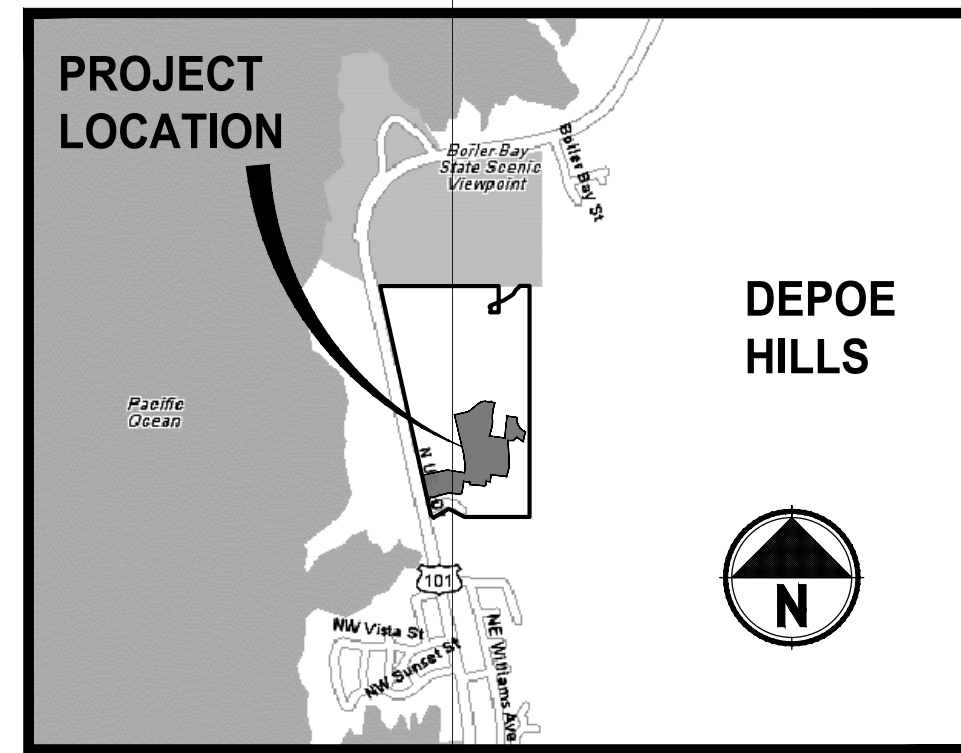 PROJECT
LOCATION
Boiler Bay
State Scenic
Viewpoint
Boiler Bay St
DEPOE
HILLS
Pacific
Ocean
101
N
NW Vista St
NW Sunset St
NE Williams Ave